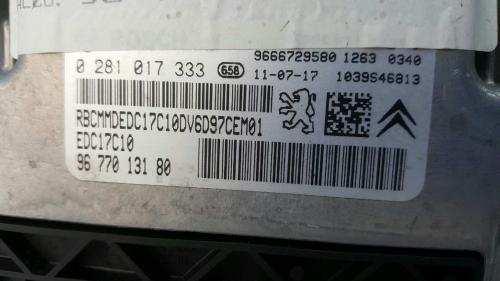 0 281 017 333 658 11-07-17
9666729580 1263 0340
1039S46813
RBCMMDEDC17C10DV6D97CEM01
EDC17C10
96 770 131 80